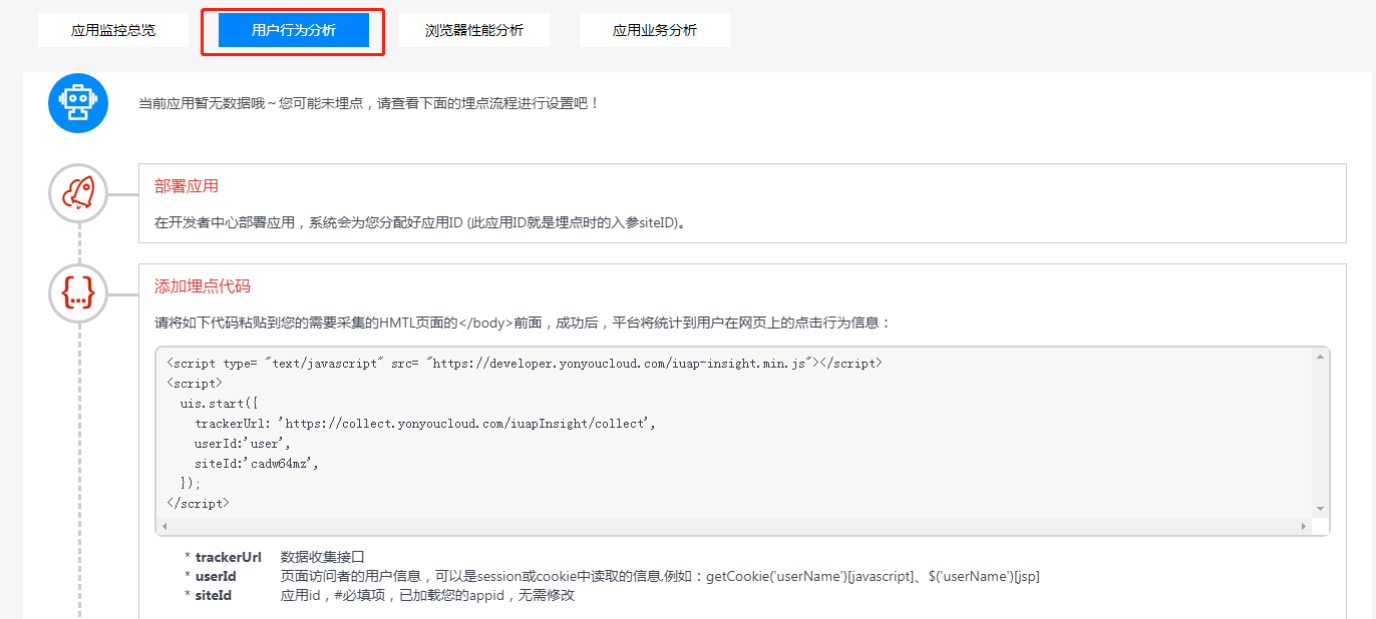 应用监控总览 用户行为分析 浏览器性能分析 应用业务分析
当前应用暂无数据哦~您可能未埋点，请查看下面的埋点流程进行设置吧！
部署应用
在开发者中心部署应用，系统会为您分配好应用ID (此应用ID就是埋点时的入参siteID)。
{...}
添加埋点代码
请将如下代码粘贴到您的需要采集的HMTL页面的</body>前面，成功后，平台将统计到用户在网页上的点击行为信息：
<script type= "text/javascript" src= "https://developer.yonyoucloud.com/iuap-insight.min.js"></script>
<script>
uis.start({
trackerUrl: 'https://collect.yonyoucloud.com/iuapInsight/collect',
userId:'user',
siteId:'cadw64mz',
});
</script>
* trackerUrl 数据收集接口
* userId 页面访问者的用户信息，可以是session或cookie中读取的信息,例如：getCookie('userName')[javascript]、$('userName')[jsp]
* siteId 应用id，#必填项，已加载您的appid，无需修改